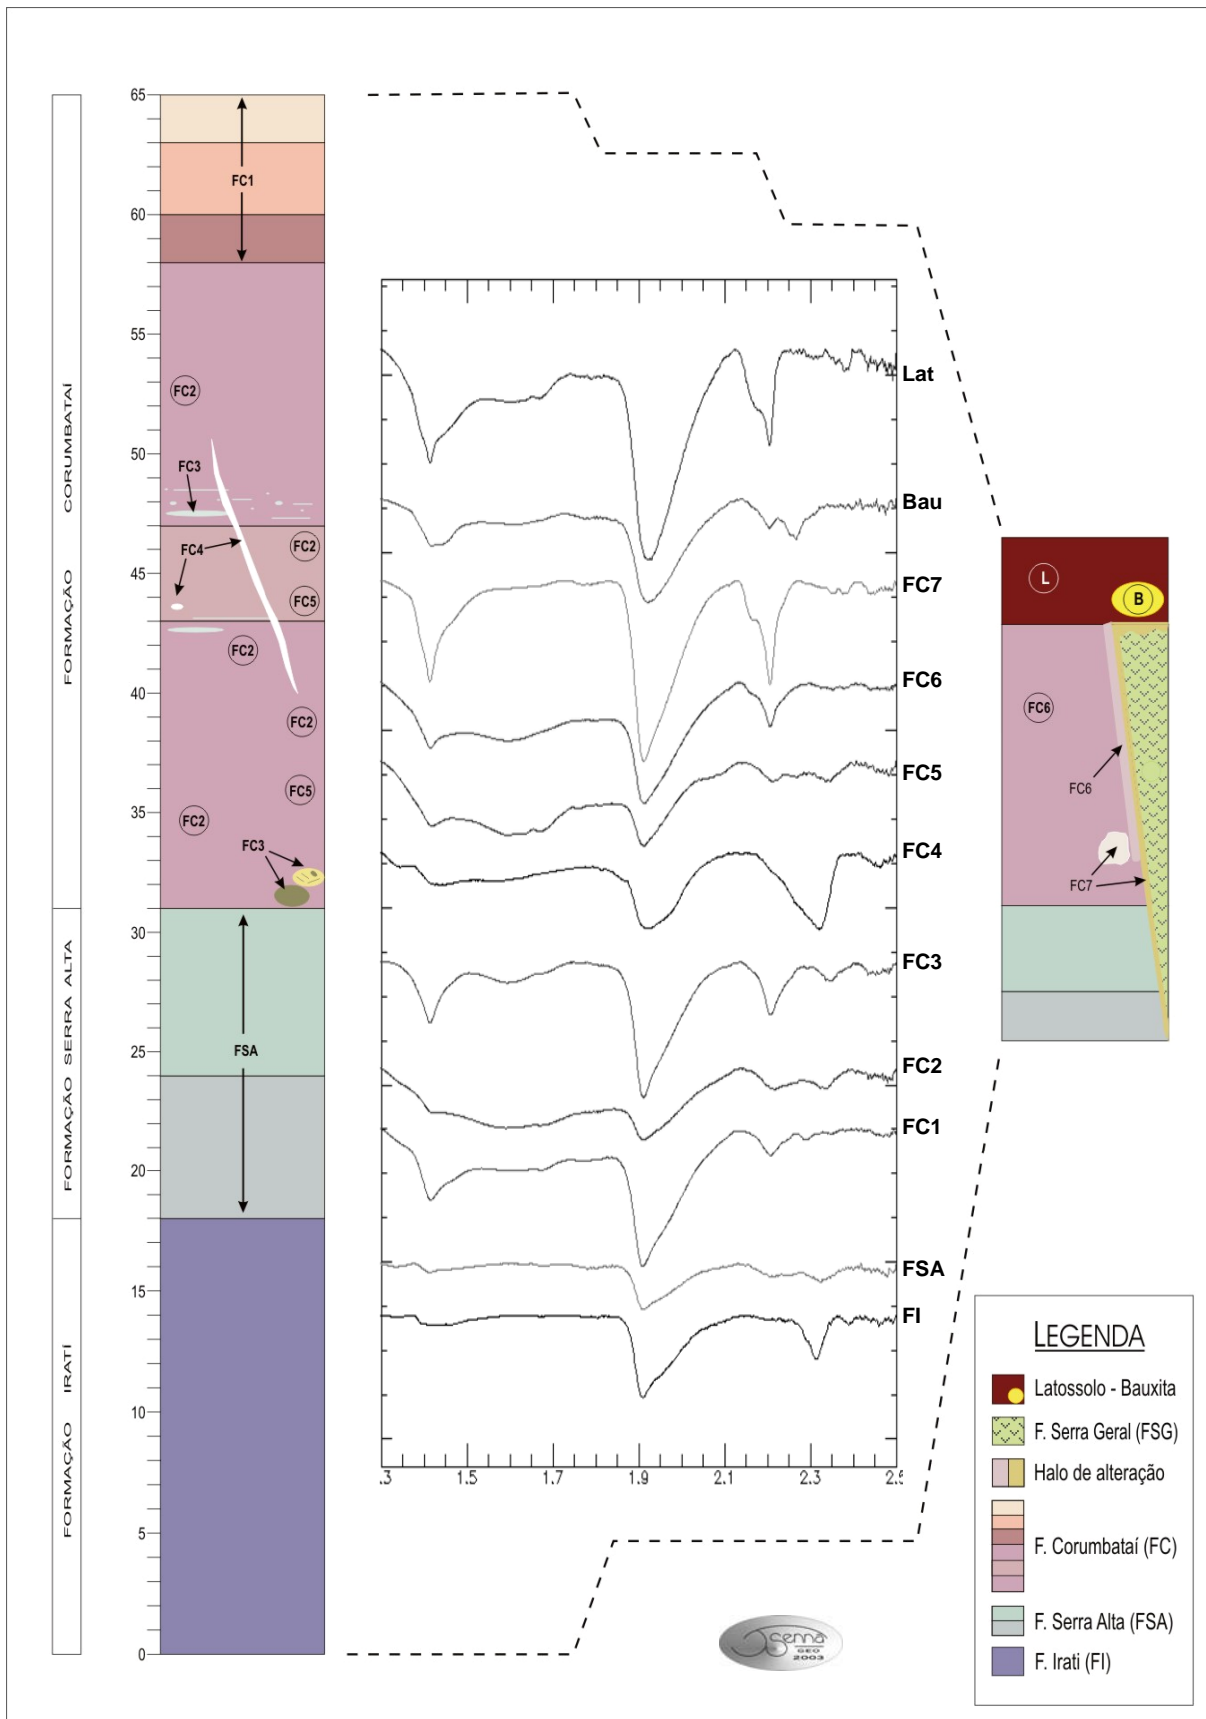 FORMAÇÃO CORUMBATAÍ
FORMAÇÃO SERRA ALTA
FORMAÇÃO IRATÍ
65
60
55
50
45
40
35
30
25
20
15
10
5
0
FC1
FC2
FC3
FC4
FC2
FC5
FC2
FC2
FC5
FC2
FC3
FSA
Lat
Bau
FC7
FC6
FC5
FC4
FC3
FC2
FC1
FSA
FI
.3 1.5 1.7 1.9 2.1 2.3 2.5
L
B
FC6
FC6
FC7
LEGENDA
Latossolo - Bauxita
F. Serra Geral (FSG)
Halo de alteração
F. Corumbataí (FC)
F. Serra Alta (FSA)
F. Irati (FI)
Senna
GEO
2003